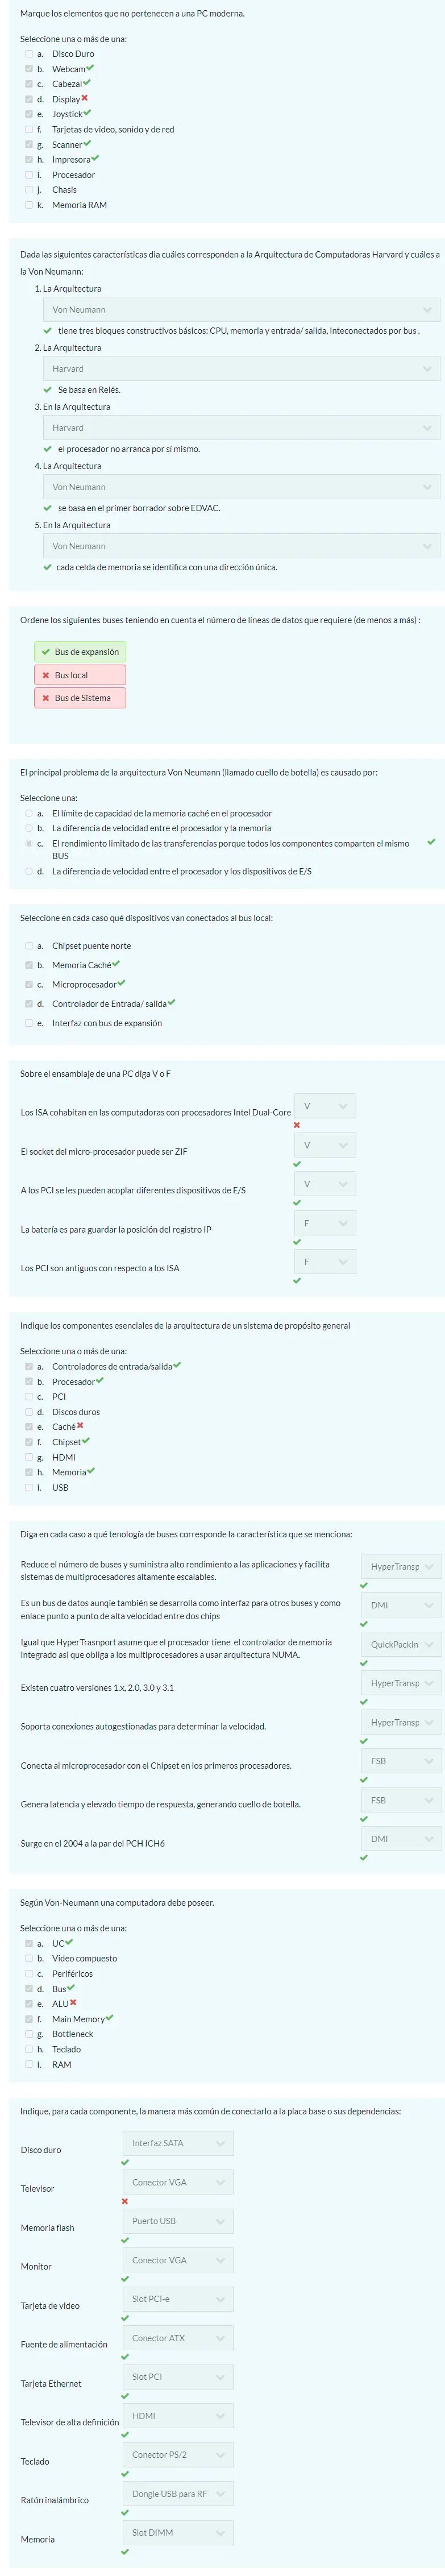 Marque los elementos que no pertenecen a una PC moderna.
Seleccione una o más de una:
a. Disco Duro
b. Webcam
c. Cabezal
d. Display
e. Joystick
f. Tarjetas de video, sonido y de red
g. Scanner
h. Impresora
i. Procesador
j. Chasis
k. Memoria RAM
Dada las siguientes características dia cuáles corresponden a la Arquitectura de Computadoras Harvard y cuáles a
la Von Neumann:
1. La Arquitectura
Von Neumann
tiene tres bloques constructivos básicos: CPU, memoria y entrada/ salida, inteconectados por bus .
2. La Arquitectura
Harvard
Se basa en Relés.
3. En la Arquitectura
Harvard
el procesador no arranca por sí mismo.
4. La Arquitectura
Von Neumann
se basa en el primer borrador sobre EDVAC.
5. En la Arquitectura
Von Neumann
cada celda de memoria se identifica con una dirección única.
Ordene los siguientes buses teniendo en cuenta el número de líneas de datos que requiere (de menos a más) :
Bus de expansión
Bus local
Bus de Sistema
El principal problema de la arquitectura Von Neumann (llamado cuello de botella) es causado por:
Seleccione una:
a. El límite de capacidad de la memoria caché en el procesador
b. La diferencia de velocidad entre el procesador y la memoria
c. El rendimiento limitado de las transferencias porque todos los componentes comparten el mismo
BUS
d. La diferencia de velocidad entre el procesador y los dispositivos de E/S
Seleccione en cada caso qué dispositivos van conectados al bus local:
a. Chipset puente norte
b. Memoria Caché
c. Microprocesador
d. Controlador de Entrada/ salida
e. Interfaz con bus de expansión
Sobre el ensamblaje de una PC diga V o F
Los ISA cohabitan en las computadoras con procesadores Intel Dual-Core V
El socket del micro-procesador puede ser ZIF V
A los PCI se les pueden acoplar diferentes dispositivos de E/S V
La batería es para guardar la posición del registro IP F
Los PCI son antiguos con respecto a los ISA F
Indique los componentes esenciales de la arquitectura de un sistema de propósito general
Seleccione una o más de una:
a. Controladores de entrada/salida
b. Procesador
c. PCI
d. Discos duros
e. Caché
f. Chipset
g. HDMI
h. Memoria
i. USB
Diga en cada caso a qué tenología de buses corresponde la característica que se menciona:
Reduce el número de buses y suministra alto rendimiento a las aplicaciones y facilita
sistemas de multiprocesadores altamente escalables.
HyperTransp
Es un bus de datos aunqie también se desarrolla como interfaz para otros buses y como
enlace punto a punto de alta velocidad entre dos chips
DMI
Igual que HyperTrasnport asume que el procesador tiene el controlador de memoria
integrado asi que obliga a los multiprocesadores a usar arquitectura NUMA.
QuickPackIn
Existen cuatro versiones 1.x, 2.0, 3.0 y 3.1 HyperTransp
Soporta conexiones autogestionadas para determinar la velocidad. HyperTransp
Conecta al microprocesador con el Chipset en los primeros procesadores. FSB
Genera latencia y elevado tiempo de respuesta, generando cuello de botella. FSB
Surge en el 2004 a la par del PCH ICH6 DMI
Según Von-Neumann una computadora debe poseer.
Seleccione una o más de una:
a. UC
b. Video compuesto
c. Periféricos
d. Bus
e. ALU
f. Main Memory
g. Bottleneck
h. Teclado
i. RAM
Indique, para cada componente, la manera más común de conectarlo a la placa base o sus dependencias:
Disco duro Interfaz SATA
Televisor Conector VGA
Memoria flash Puerto USB
Monitor Conector VGA
Tarjeta de video Slot PCI-e
Fuente de alimentación Conector ATX
Tarjeta Ethernet Slot PCI
Televisor de alta definición HDMI
Teclado Conector PS/2
Ratón inalámbrico Dongle USB para RF
Memoria Slot DIMM